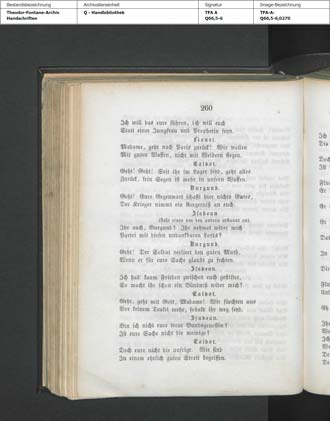 Bestandsbezeichnung
Theodor-Fontane-Archiv
Handschriften
Archivalieneinheit
Q - Handbibliothek
Signatur
TFA A
Q66,5-6
Image-Bezeichnung
TFA-A-
Q66,5-6,0270
260
Ich will das eure führen, ich will euch
Statt einer Jungfrau und Prophetin seyn.
Lionel.
Madame, geht nach Paris zurück! Wir wollen
Mit guten Waffen, nicht mit Weibern siegen.
Talbot.
Geht! Geht! Seit ihr im Lager seyd, geht alles
Zurück, kein Segen ist mehr in unsern Waffen.
Burgund.
Geht! Eure Gegenwart schafft hier nichts Gutes,
Der Krieger nimmt ein Aergerniß an euch.
Isabeau
(sieht einen um den andern erstaunt an).
Ihr auch, Burgund? Ihr nehmet wider mich
Partei mit diesen undankbaren Lords?
Burgund.
Geht! Der Soldat verliert den guten Muth,
Wenn er für eure Sache glaubt zu fechten.
Isabeau.
Ich hab' kaum Frieden zwischen euch gestiftet,
So macht ihr schon ein Bündniß wider mich?
Talbot.
Geht, geht mit Gott, Madame! Wir fürchten uns
Vor keinem Teufel mehr, sobald ihr weg seyd.
Isabeau.
Bin ich nicht eure treue Bundsgenossin?
Ist eure Sache nicht die meinige?
Talbot.
Doch eure nicht die unsrige. Wir sind
In einem ehrlich guten Streit begriffen.